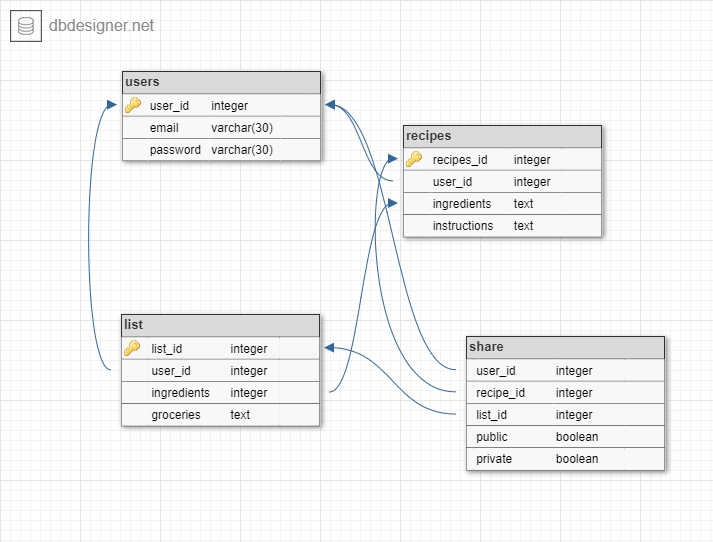 dbdesigner.net
users
user_id integer
email varchar(30)
password varchar(30)
recipes
recipes_id integer
user_id integer
ingredients text
instructions text
list
list_id integer
user_id integer
ingredients integer
groceries text
share
user_id integer
recipe_id integer
list_id integer
public boolean
private boolean